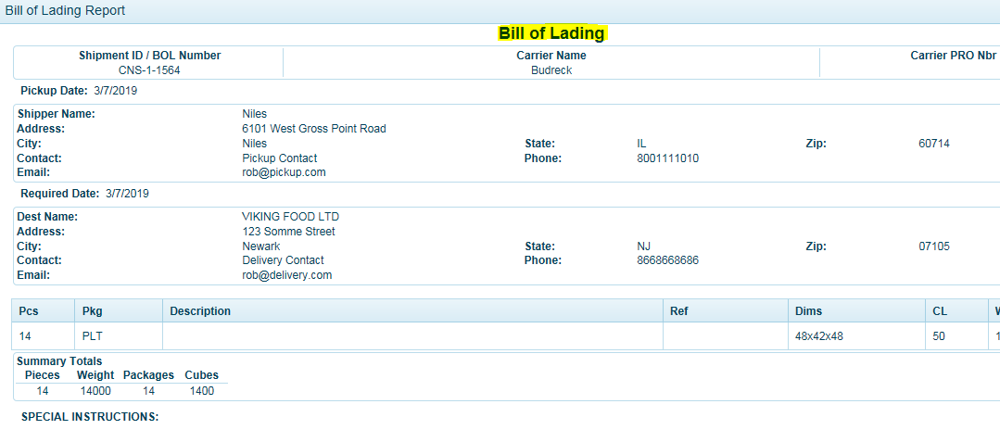 Bill of Lading Report
Bill of Lading
Shipment ID / BOL Number Carrier Name Carrier PRO Nbr
CNS-1-1564 Budreck
Pickup Date: 3/7/2019
Shipper Name: Niles
Address: 6101 West Gross Point Road
City: Niles State: IL Zip: 60714
Contact: Pickup Contact Phone: 8001111010
Email: rob@pickup.com
Required Date: 3/7/2019
Dest Name: VIKING FOOD LTD
Address: 123 Somme Street
City: Newark State: NJ Zip: 07105
Contact: Delivery Contact Phone: 8668668686
Email: rob@delivery.com
Pcs Pkg Description Ref Dims CL
14 PLT 48x42x48 50
Summary Totals
Pieces Weight Packages Cubes
14 14000 14 1400
SPECIAL INSTRUCTIONS: